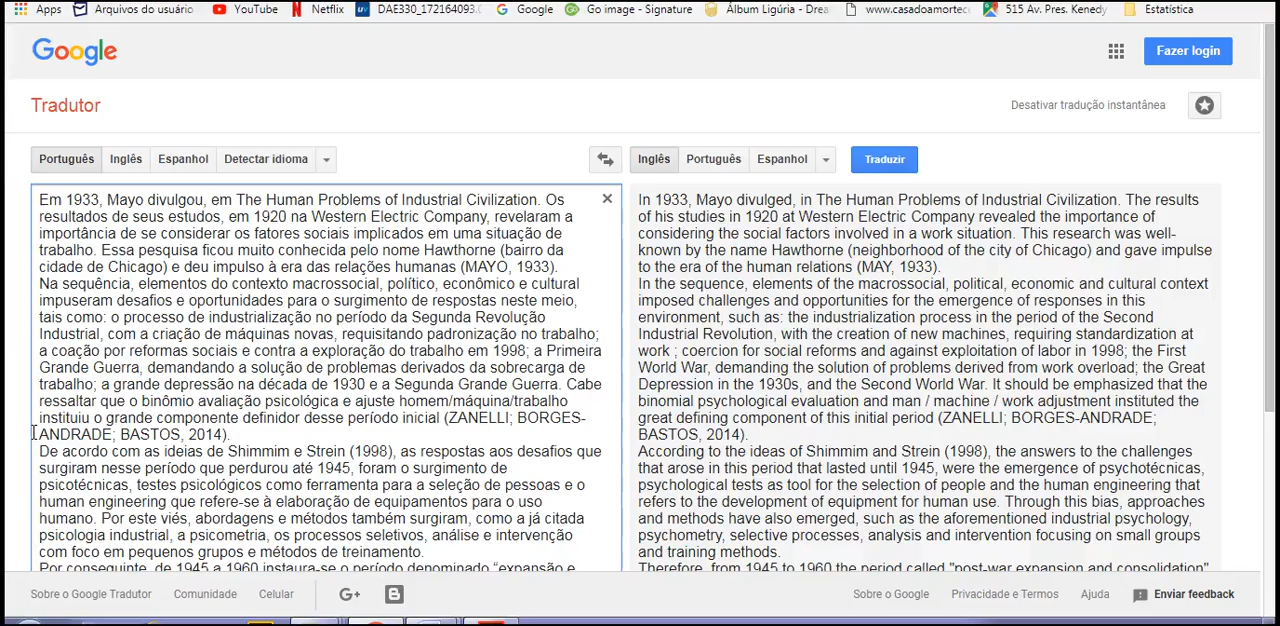 Apps Arquivos do usuário YouTube Netflix DAE330_172164093. Google Go image - Signature Álbum Ligúria - Drea www.casadoamortec 515 Av. Pres. Kenedy Estatística
Google
Fazer login
Tradutor
Desativar tradução instantânea
Português Inglês Espanhol Detectar idioma
Inglês Português Espanhol Traduzir
Em 1933, Mayo divulgou, em The Human Problems of Industrial Civilization. Os
resultados de seus estudos, em 1920 na Western Electric Company, revelaram a
importância de se considerar os fatores sociais implicados em uma situação de
trabalho. Essa pesquisa ficou muito conhecida pelo nome Hawthorne (bairro da
cidade de Chicago) e deu impulso à era das relações humanas (MAYO, 1933).
Na sequência, elementos do contexto macrossocial, político, econômico e cultural
impuseram desafios e oportunidades para o surgimento de respostas neste meio,
tais como: o processo de industrialização no período da Segunda Revolução
Industrial, com a criação de máquinas novas, requisitando padronização no trabalho;
a coação por reformas sociais e contra a exploração do trabalho em 1998; a Primeira
Grande Guerra, demandando a solução de problemas derivados da sobrecarga de
trabalho; a grande depressão na década de 1930 e a Segunda Grande Guerra. Cabe
ressaltar que o binômio avaliação psicológica e ajuste homem/máquina/trabalho
instituiu o grande componente definidor desse período inicial (ZANELLI; BORGES-
ANDRADE; BASTOS, 2014).
De acordo com as ideias de Shimmim e Strein (1998), as respostas aos desafios que
surgiram nesse período que perdurou até 1945, foram o surgimento de
psicotécnicas, testes psicológicos como ferramenta para a seleção de pessoas e o
human engineering que refere-se à elaboração de equipamentos para o uso
humano. Por este viés, abordagens e métodos também surgiram, como a já citada
psicologia industrial, a psicometria, os processos seletivos, análise e intervenção
com foco em pequenos grupos e métodos de treinamento.
Por conseguinte, de 1945 a 1960 instaura-se o período denominado “expansão e
In 1933, Mayo divulged, in The Human Problems of Industrial Civilization. The results
of his studies in 1920 at Western Electric Company revealed the importance of
considering the social factors involved in a work situation. This research was well-
known by the name Hawthorne (neighborhood of the city of Chicago) and gave impulse
to the era of the human relations (MAY, 1933).
In the sequence, elements of the macrossocial, political, economic and cultural context
imposed challenges and opportunities for the emergence of responses in this
environment, such as: the industrialization process in the period of the Second
Industrial Revolution, with the creation of new machines, requiring standardization at
work ; coercion for social reforms and against exploitation of labor in 1998; the First
World War, demanding the solution of problems derived from work overload; the Great
Depression in the 1930s, and the Second World War. It should be emphasized that the
binomial psychological evaluation and man / machine / work adjustment instituted the
great defining component of this initial period (ZANELLI; BORGES-ANDRADE;
BASTOS, 2014).
According to the ideas of Shimmim and Strein (1998), the answers to the challenges
that arose in this period that lasted until 1945, were the emergence of psychotécnicas,
psychological tests as tool for the selection of people and the human engineering that
refers to the development of equipment for human use. Through this bias, approaches
and methods have also emerged, such as the aforementioned industrial psychology,
psychometry, selective processes, analysis and intervention focusing on small groups
and training methods.
Therefore, from 1945 to 1960 the period called "post-war expansion and consolidation"
Sobre o Google Tradutor Comunidade Celular G+ Sobre o Google Privacidade e Termos Ajuda Enviar feedback